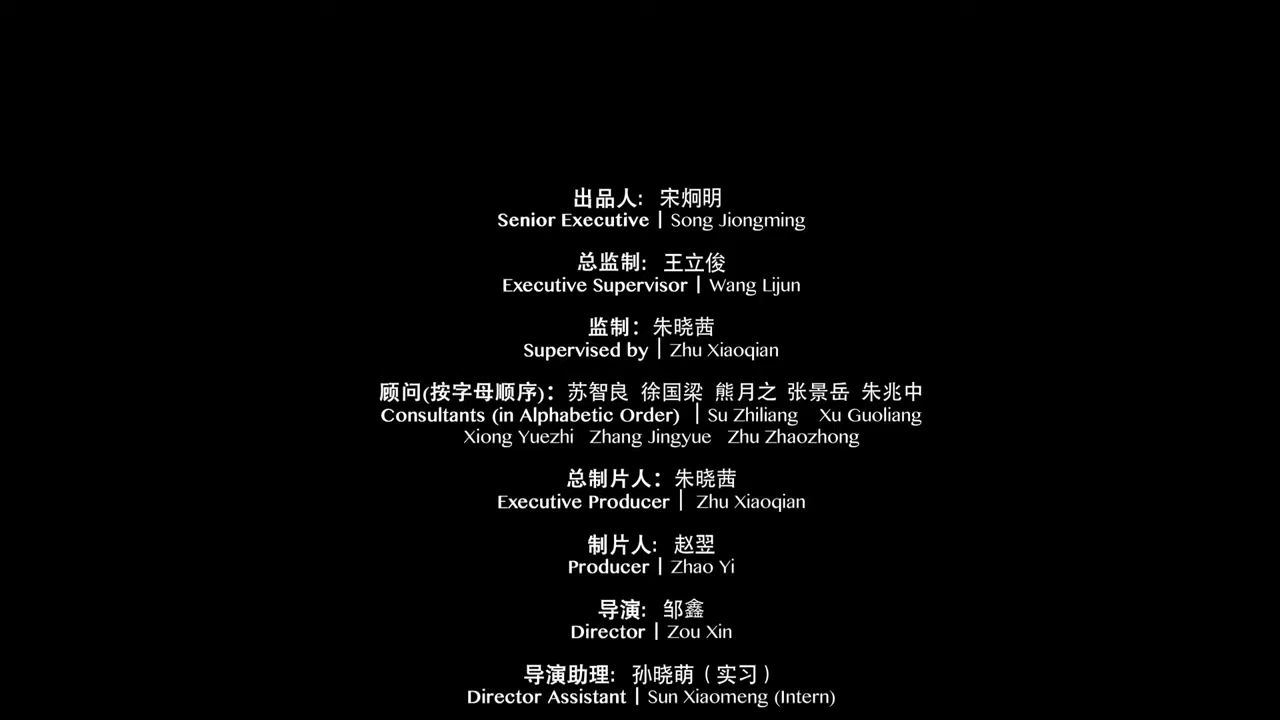 出品人: 宋炯明
Senior Executive | Song Jiongming
总监制: 王立俊
Executive Supervisor | Wang Lijun
监制：朱晓茜
Supervised by | Zhu Xiaoqian
顾问(按字母顺序)：苏智良 徐国梁 熊月之 张景岳 朱兆中
Consultants (in Alphabetic Order) | Su Zhiliang Xu Guoliang
Xiong Yuezhi Zhang Jingyue Zhu Zhaozhong
总制片人：朱晓茜
Executive Producer | Zhu Xiaoqian
制片人: 赵翌
Producer | Zhao Yi
导演: 邹鑫
Director | Zou Xin
导演助理: 孙晓萌（实习）
Director Assistant | Sun Xiaomeng (Intern)